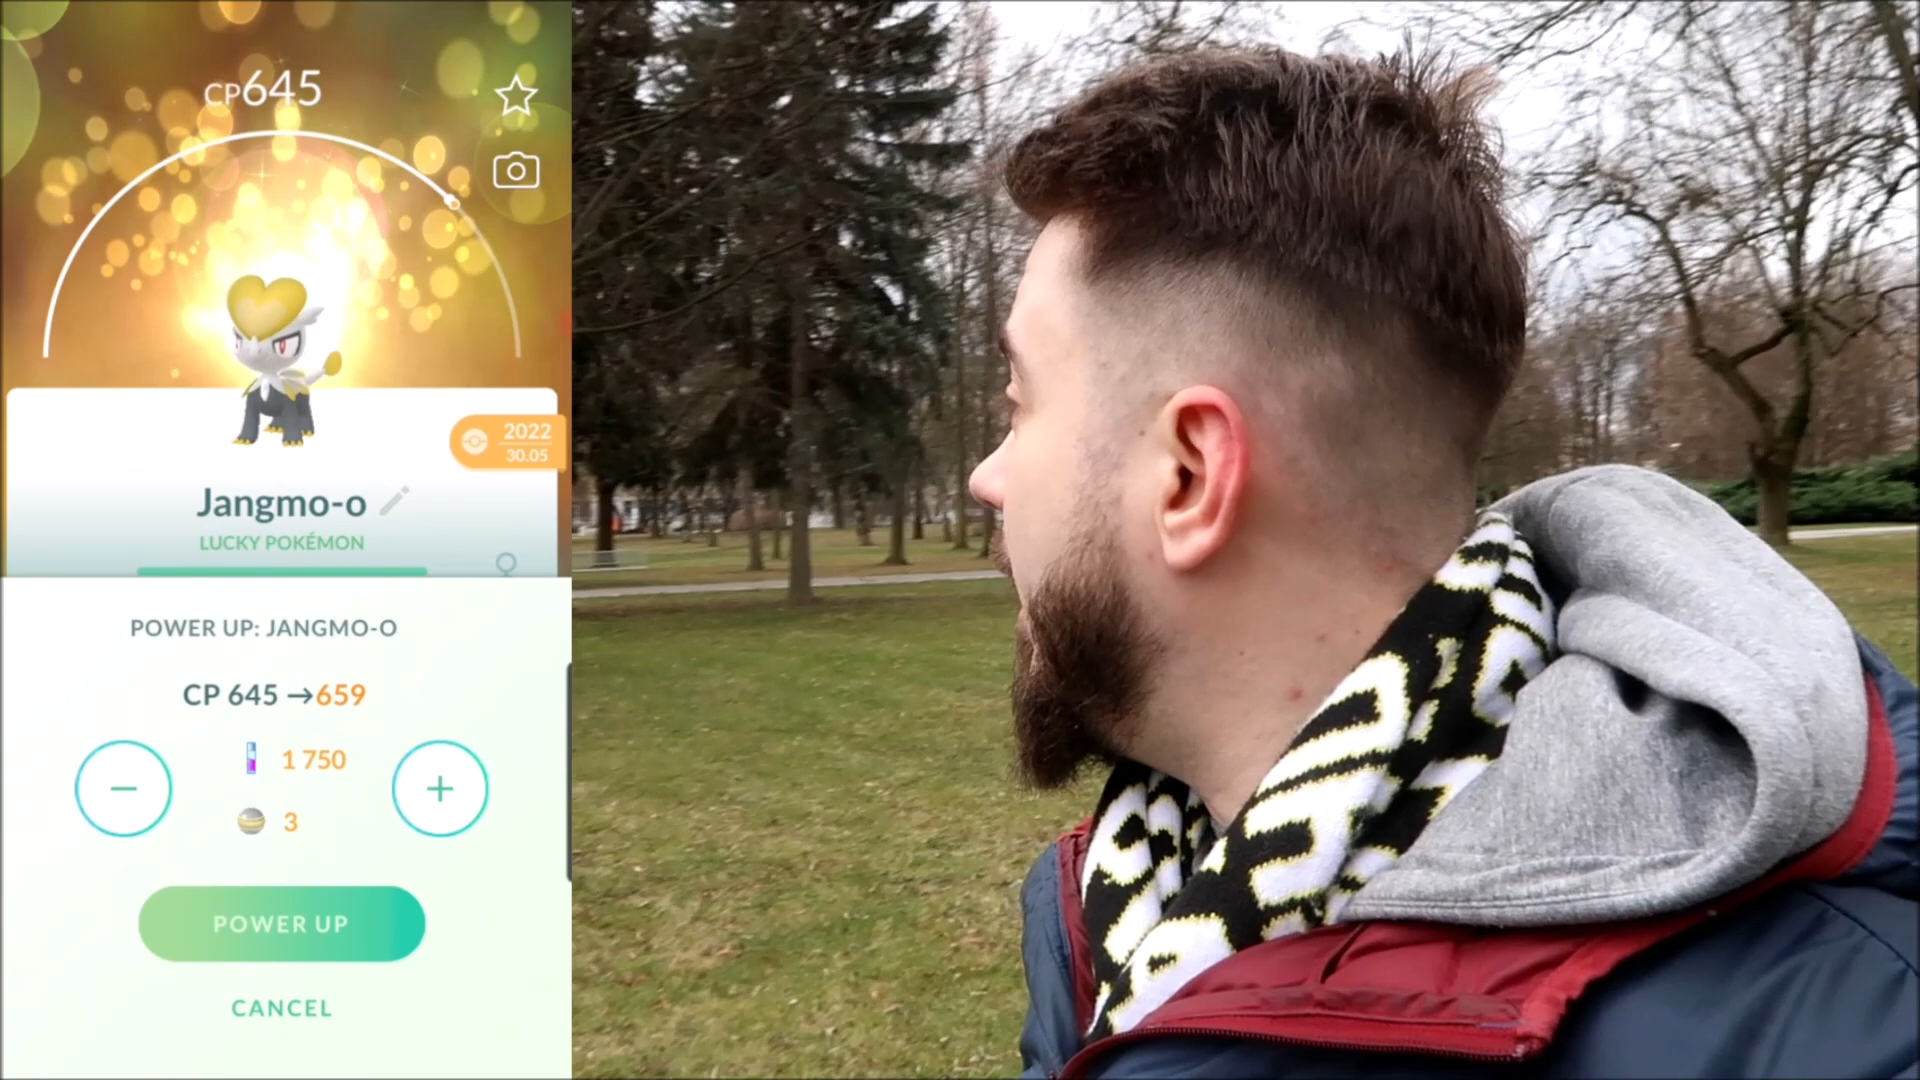 CP645
2022
30.05
Jangmo-o
LUCKY POKÉMON
POWER UP: JANGMO-O
CP 645 →659
1 750
3
POWER UP
CANCEL